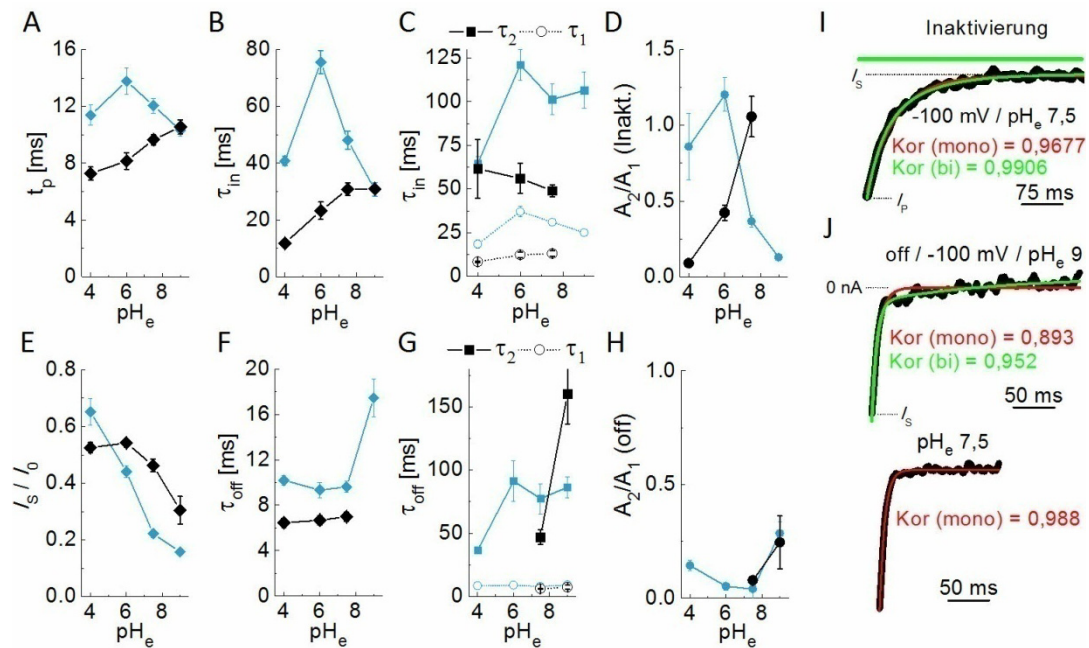 A
tp [ms]
16
12
8
4
0
4 6 8
pHe
B
τin [ms]
80
60
40
20
0
4 6 8
pHe
C
τ2 τ1
τin [ms]
125
100
75
50
25
0
4 6 8
pHe
D
A2/A1 (Inakt.)
1.5
1.0
0.5
0.0
4 6 8
pHe
I
Inaktivierung
IS
-100 mV / pHe 7,5
Kor (mono) = 0,9677
Kor (bi) = 0,9906
IP
75 ms
J
off / -100 mV / pHe 9
0 nA
Kor (mono) = 0,893
Kor (bi) = 0,952
50 ms
IS
pHe 7,5
Kor (mono) = 0,988
50 ms
E
IS / I0
0.8
0.6
0.4
0.2
0.0
4 6 8
pHe
F
τoff [ms]
20
16
12
8
4
0
4 6 8
pHe
G
τ2 τ1
τoff [ms]
150
100
50
0
4 6 8
pHe
H
A2/A1 (off)
1.0
0.5
0.0
4 6 8
pHe